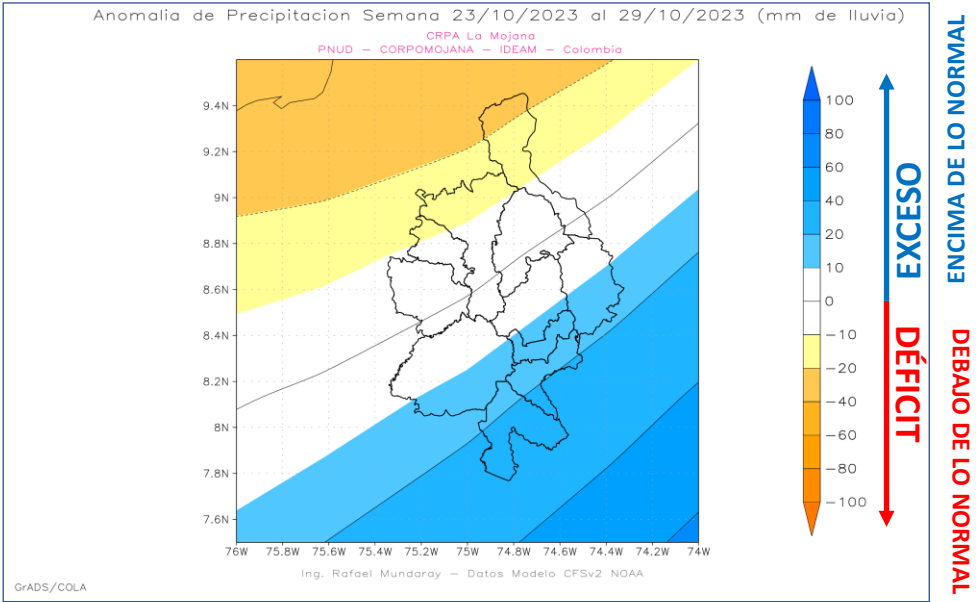 Anomalia de Precipitacion Semana 23/10/2023 al 29/10/2023 (mm de lluvia)
CRPA La Mojana
PNUD – CORPOMOJANA – IDEAM – Colombia
9.4N
9.2N
9N
8.8N
8.6N
8.4N
8.2N
8N
7.8N
7.6N
76W
75.8W
75.6W
75.4W
75.2W
75W
74.8W
74.6W
74.4W
74.2W
74W
100
80
60
40
20
10
0
−10
−20
−40
−60
−80
−100
EXCESO
DÉFICIT
ENCIMA DE LO NORMAL
DEBAJO DE LO NORMAL
Ing. Rafael Mundaray – Datos Modelo CFSv2 NOAA
GrADS/COLA